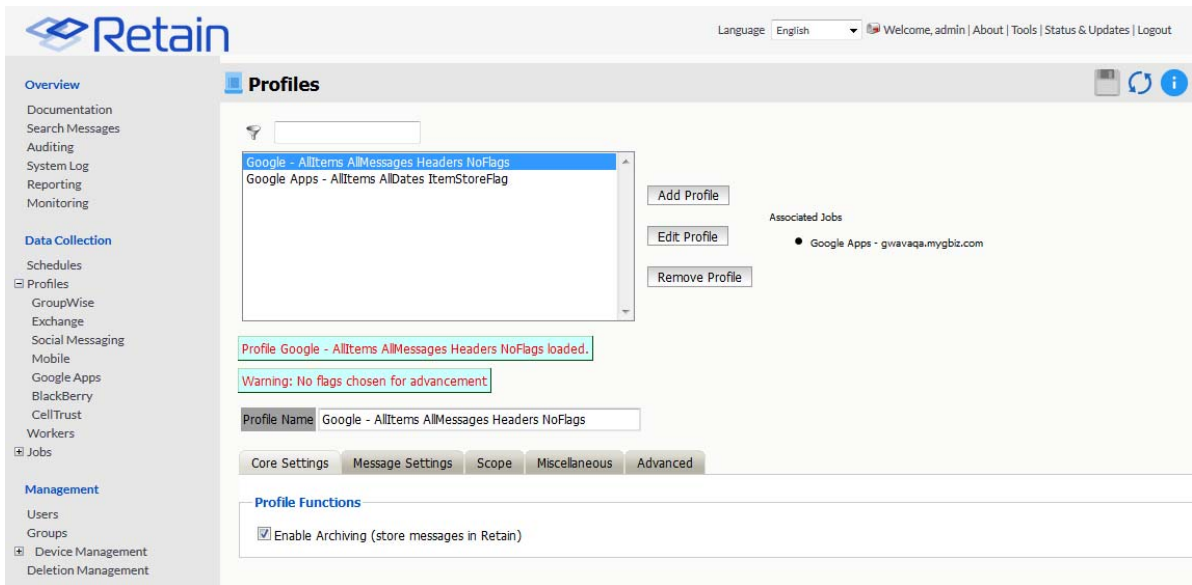 Retain
Language English Welcome, admin | About | Tools | Status & Updates | Logout
Overview
Documentation
Search Messages
Auditing
System Log
Reporting
Monitoring
Data Collection
Schedules
Profiles
GroupWise
Exchange
Social Messaging
Mobile
Google Apps
BlackBerry
CellTrust
Workers
Jobs
Management
Users
Groups
Device Management
Deletion Management
Profiles
Google - AllItems AllMessages Headers NoFlags
Google Apps - AllItems AllDates ItemStoreFlag
Add Profile
Edit Profile
Remove Profile
Associated Jobs
Google Apps - gwavaqa.mygbiz.com
Profile Google - AllItems AllMessages Headers NoFlags loaded.
Warning: No flags chosen for advancement
Profile Name Google - AllItems AllMessages Headers NoFlags
Core Settings Message Settings Scope Miscellaneous Advanced
Profile Functions
Enable Archiving (store messages in Retain)